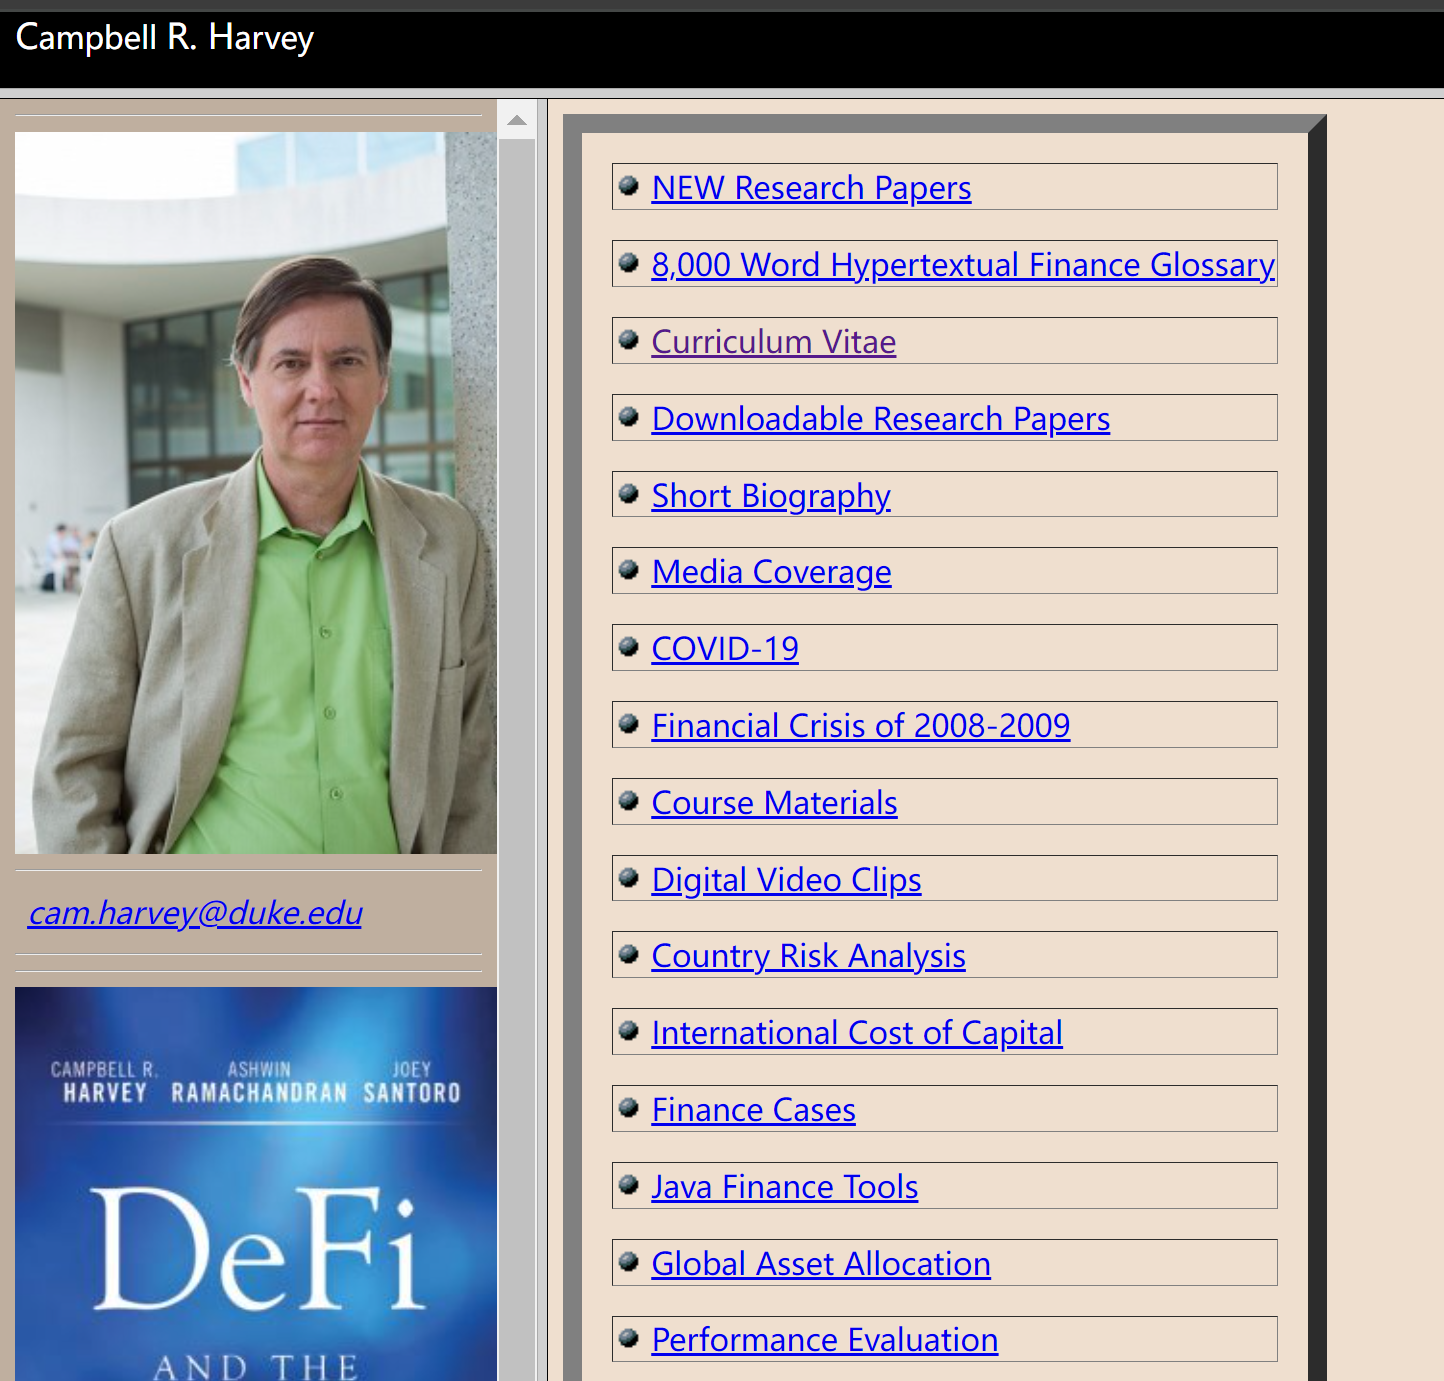 Campbell R. Harvey
cam.harvey@duke.edu
CAMPBELL R. HARVEY
ASHWIN RAMACHANDRAN
JOEY SANTORO
DeFi
AND THE
NEW Research Papers
8,000 Word Hypertextual Finance Glossary
Curriculum Vitae
Downloadable Research Papers
Short Biography
Media Coverage
COVID-19
Financial Crisis of 2008-2009
Course Materials
Digital Video Clips
Country Risk Analysis
International Cost of Capital
Finance Cases
Java Finance Tools
Global Asset Allocation
Performance Evaluation